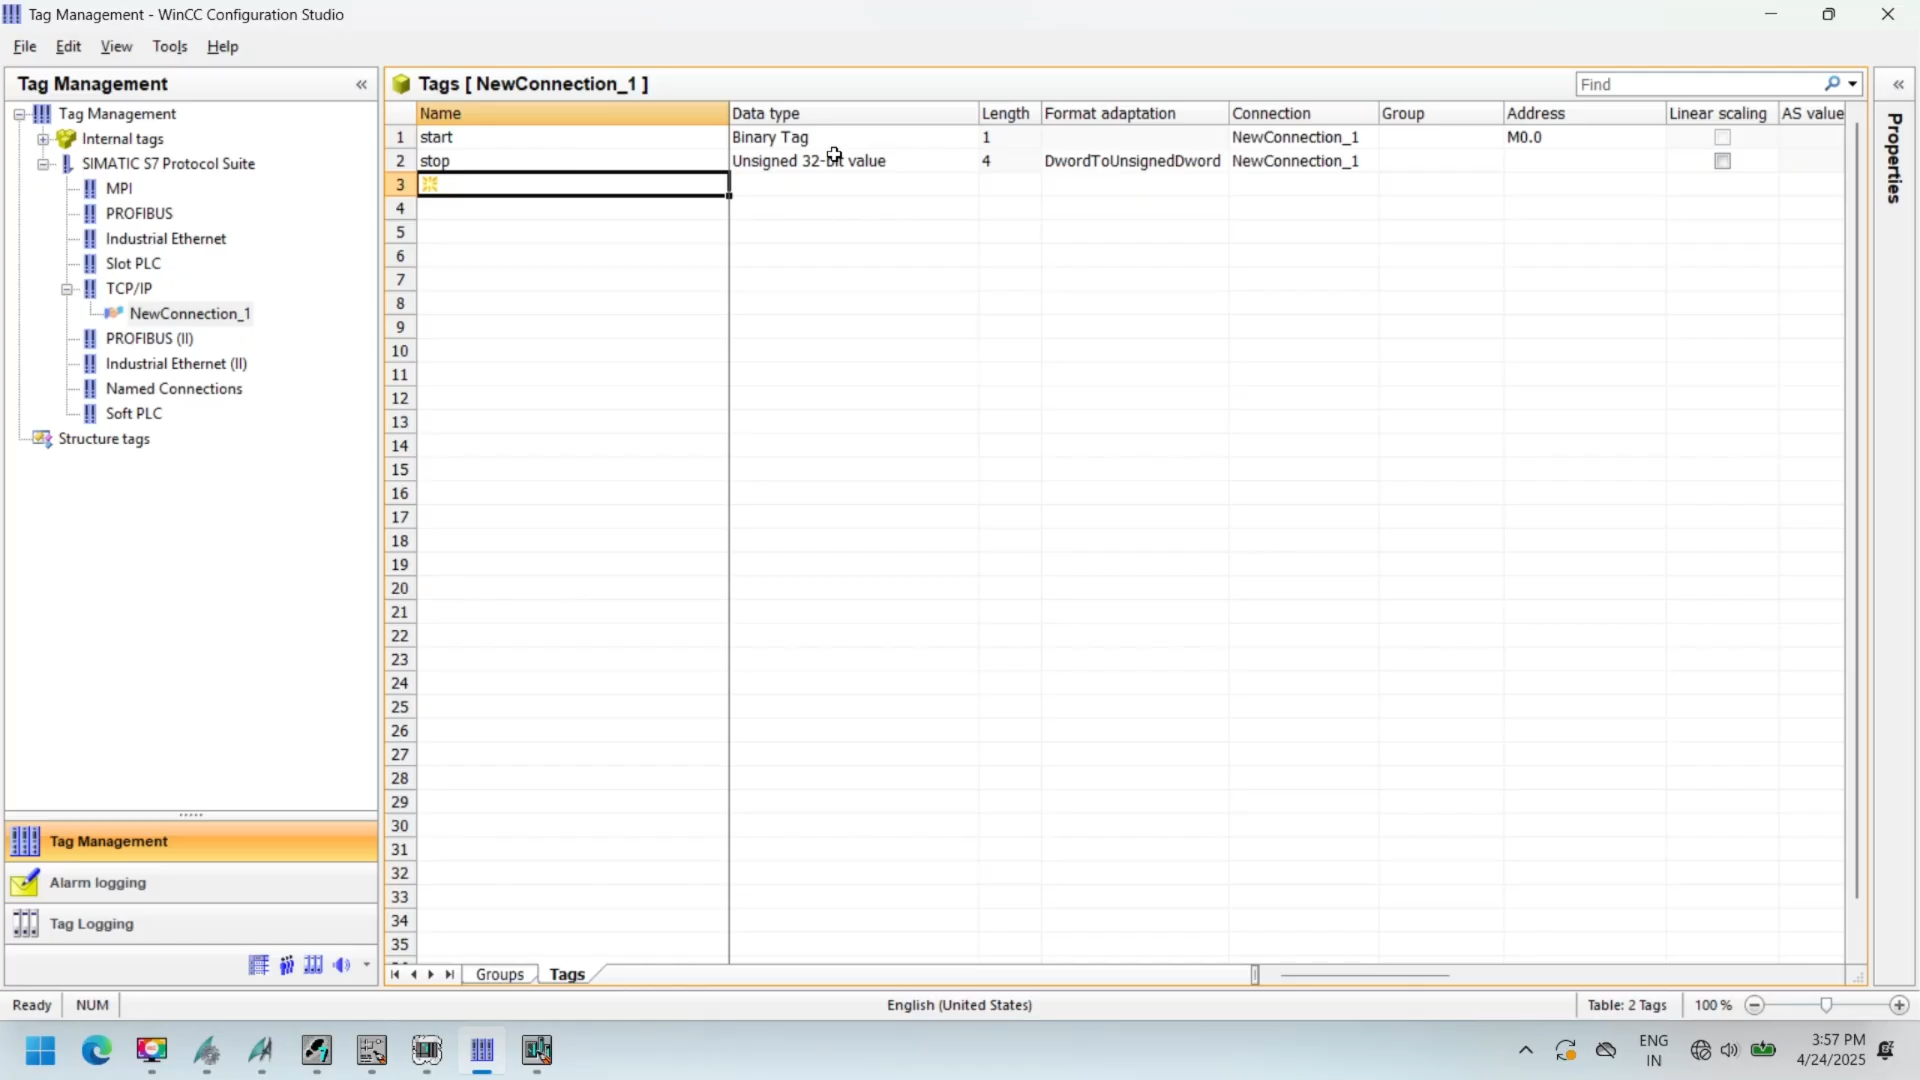 Tag Management - WinCC Configuration Studio
File Edit View Tools Help
Tag Management «
Tags [ NewConnection_1 ]
Find
«
Properties
Tag Management
Internal tags
SIMATIC S7 Protocol Suite
MPI
PROFIBUS
Industrial Ethernet
Slot PLC
TCP/IP
NewConnection_1
PROFIBUS (II)
Industrial Ethernet (II)
Named Connections
Soft PLC
Structure tags
Name Data type Length Format adaptation Connection Group Address Linear scaling AS value
1 start Binary Tag 1 NewConnection_1 M0.0
2 stop Unsigned 32-bit value 4 DwordToUnsignedDword NewConnection_1
3
4
5
6
7
8
9
10
11
12
13
14
15
16
17
18
19
20
21
22
23
24
25
26
27
28
29
30
31
32
33
34
35
Tag Management
Alarm logging
Tag Logging
Groups Tags
Ready NUM English (United States) Table: 2 Tags 100 %
ENG
IN
3:57 PM
4/24/2025